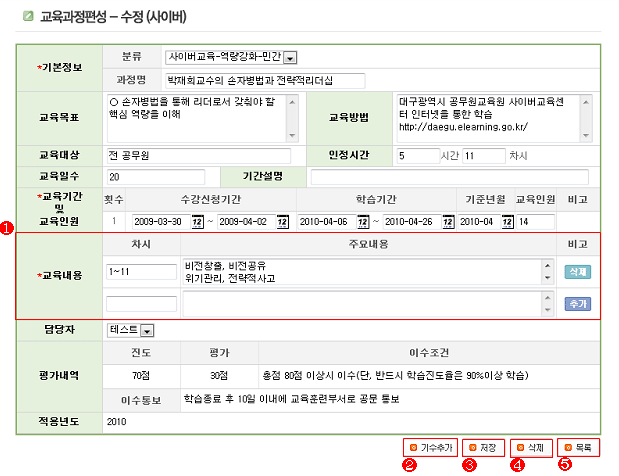 교육과정편성 - 수정 (사이버)
*기본정보 분류 사이버교육-역량강화-민간
과정명 박재희교수의 손자병법과 전략적리더십
교육목표 ○ 손자병법을 통해 리더로서 갖춰야 할
핵심 역량을 이해
교육방법 대구광역시 공무원교육원 사이버교육센
터 인터넷을 통한 학습
http://daegu.elearning.go.kr/
교육대상 전 공무원 인정시간 5 시간 11 차시
교육일수 20 기간설명
*교육기간
및
교육인원
횟수 수강신청기간 학습기간 기준년월 교육인원 비고
1 2009-03-30 12 ~ 2009-04-02 12 2010-04-06 12 ~ 2010-04-26 12 2010-04 12 14
1
*교육내용 차시 주요내용 비고
1~11 비전창출, 비전공유
위기관리, 전략적사고
삭제
추가
담당자 테스트
평가내역 진도 평가 이수조건
70점 30점 총점 80점 이상시 이수(단, 반드시 학습진도율은 90%이상 학습)
이수통보 학습종료 후 10일 이내에 교육훈련부서로 공문 통보
적용년도 2010
기수추가 저장 삭제 목록
2 3 4 5